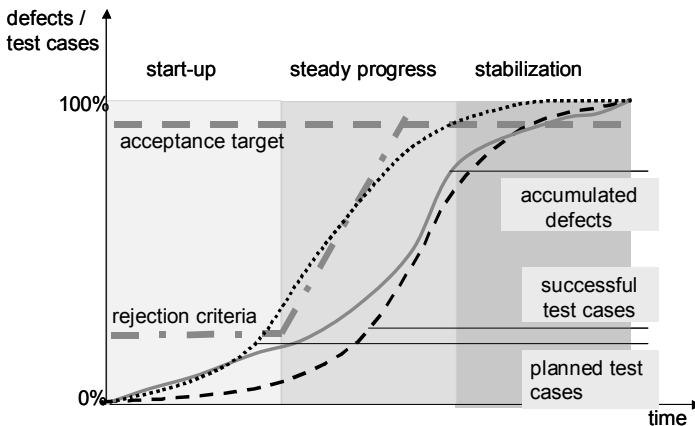 defects /
test cases
start-up
steady progress
stabilization
100%
acceptance target
accumulated
defects
successful
test cases
rejection criteria
planned test
cases
0%
time